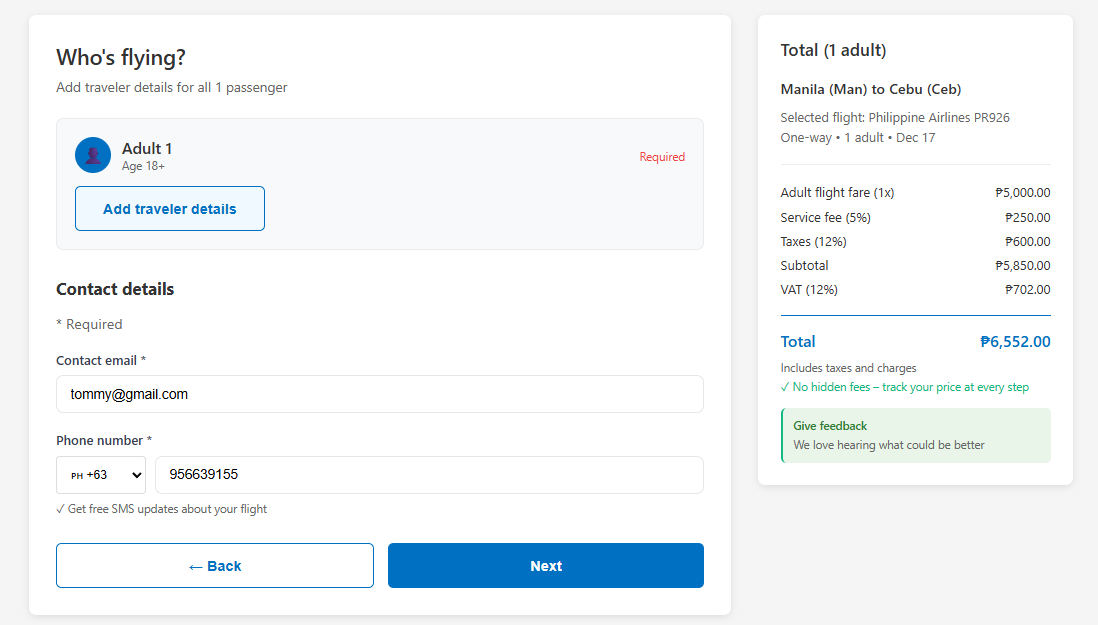 Who's flying?
Add traveler details for all 1 passenger
Adult 1
Age 18+
Required
Add traveler details
Contact details
* Required
Contact email *
tommy@gmail.com
Phone number *
PH +63
956639155
✓ Get free SMS updates about your flight
← Back
Next
Total (1 adult)
Manila (Man) to Cebu (Ceb)
Selected flight: Philippine Airlines PR926
One-way • 1 adult • Dec 17
Adult flight fare (1x) ₱5,000.00
Service fee (5%) ₱250.00
Taxes (12%) ₱600.00
Subtotal ₱5,850.00
VAT (12%) ₱702.00
Total ₱6,552.00
Includes taxes and charges
✓ No hidden fees – track your price at every step
Give feedback
We love hearing what could be better